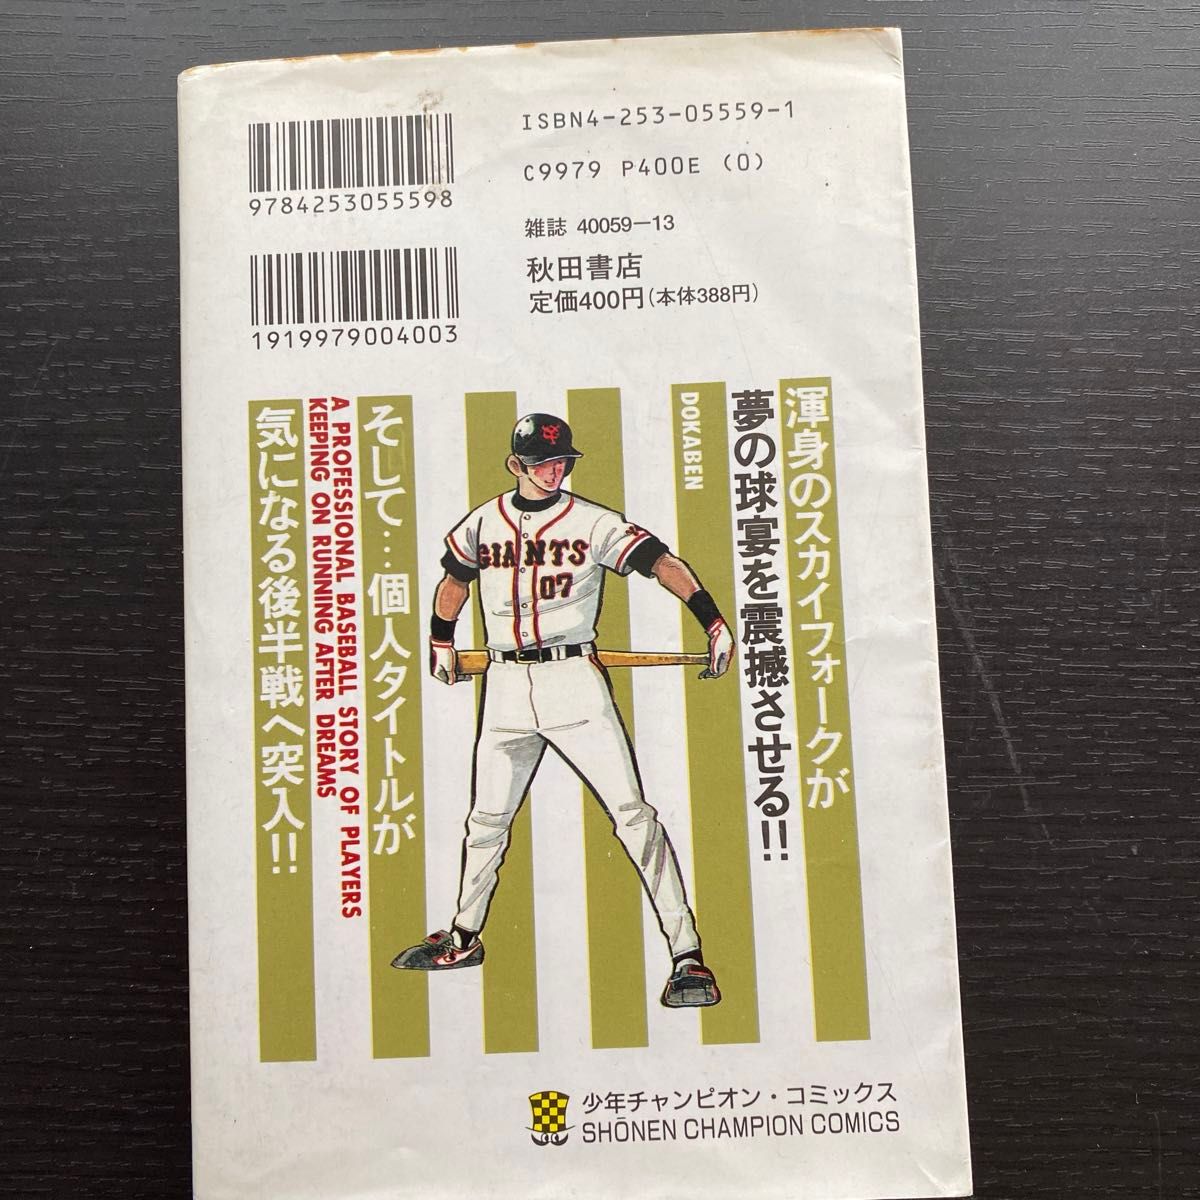 ISBN4-253-05559-1
C9979 P400E (0)
9784253055598
雑誌 40059-13
秋田書店
定価400円(本体388円)
1919979004003
渾身のスカイフォークが
夢の球宴を震撼させる!!
DOKABEN
YG
GIANTS
07
そして…個人タイトルが
A PROFESSIONAL BASEBALL STORY OF PLAYERS
KEEPING ON RUNNING AFTER DREAMS
気になる後半戦へ突入!!
少年チャンピオン・コミックス
SHŌNEN CHAMPION COMICS